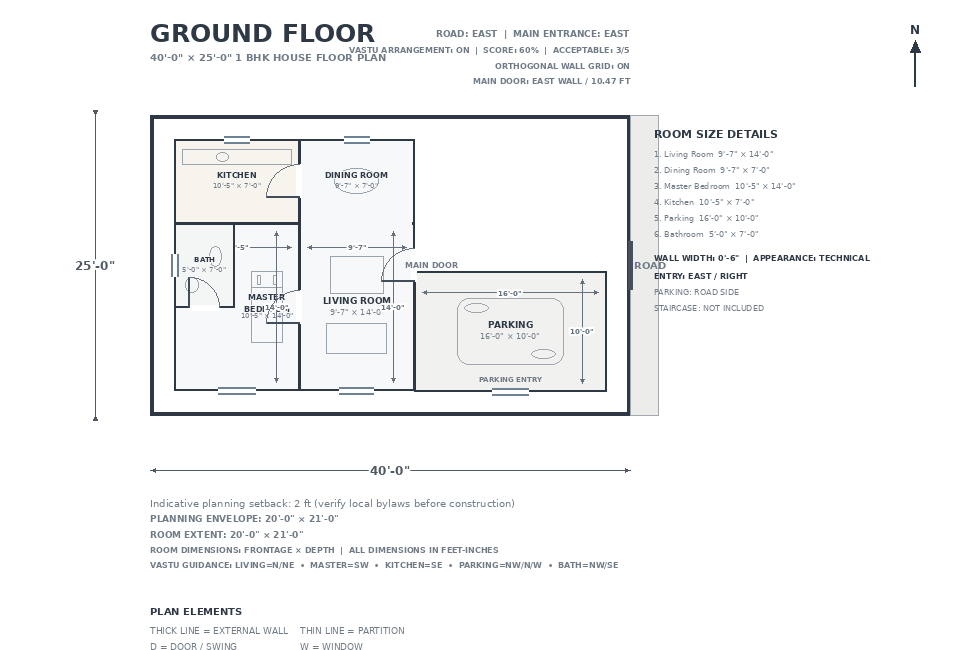 GROUND FLOOR
40'-0" × 25'-0" 1 BHK HOUSE FLOOR PLAN
ROAD: EAST | MAIN ENTRANCE: EAST
VASTU ARRANGEMENT: ON | SCORE: 60% | ACCEPTABLE: 3/5
ORTHOGONAL WALL GRID: ON
MAIN DOOR: EAST WALL / 10.47 FT
N
KITCHEN
10'-5" × 7'-0"
DINING ROOM
9'-7" × 7'-0"
BATH
5'-0" × 7'-0"
'-5"
MASTER
10'-5" × 14'-0"
14'-0"
9'-7"
LIVING ROOM
9'-7" × 14'-0"
14'-0"
MAIN DOOR
16'-0"
PARKING
16'-0" × 10'-0"
10'-0"
PARKING ENTRY
ROAD
25'-0"
40'-0"
ROOM SIZE DETAILS
1. Living Room 9'-7" × 14'-0"
2. Dining Room 9'-7" × 7'-0"
3. Master Bedroom 10'-5" × 14'-0"
4. Kitchen 10'-5" × 7'-0"
5. Parking 16'-0" × 10'-0"
6. Bathroom 5'-0" × 7'-0"
WALL WIDTH: 0'-6" | APPEARANCE: TECHNICAL
ENTRY: EAST / RIGHT
PARKING: ROAD SIDE
STAIRCASE: NOT INCLUDED
Indicative planning setback: 2 ft (verify local bylaws before construction)
PLANNING ENVELOPE: 20'-0" × 21'-0"
ROOM EXTENT: 20'-0" × 21'-0"
ROOM DIMENSIONS: FRONTAGE × DEPTH | ALL DIMENSIONS IN FEET-INCHES
VASTU GUIDANCE: LIVING=N/NE • MASTER=SW • KITCHEN=SE • PARKING=NW/N/W • BATH=NW/SE
PLAN ELEMENTS
THICK LINE = EXTERNAL WALL THIN LINE = PARTITION
D = DOOR / SWING W = WINDOW